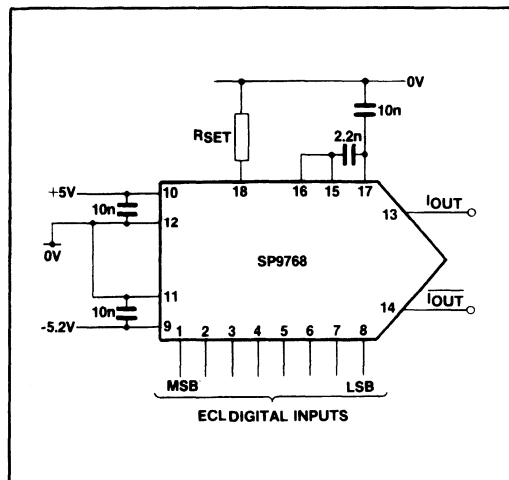 0V
10n
RSET
2.2n
18 16 15 17
+5V 10
10n
12
0V
13 IOUT
SP9768
11
10n
14 IOUT
-5.2V 9
1 2 3 4 5 6 7 8
MSB LSB
ECL DIGITAL INPUTS